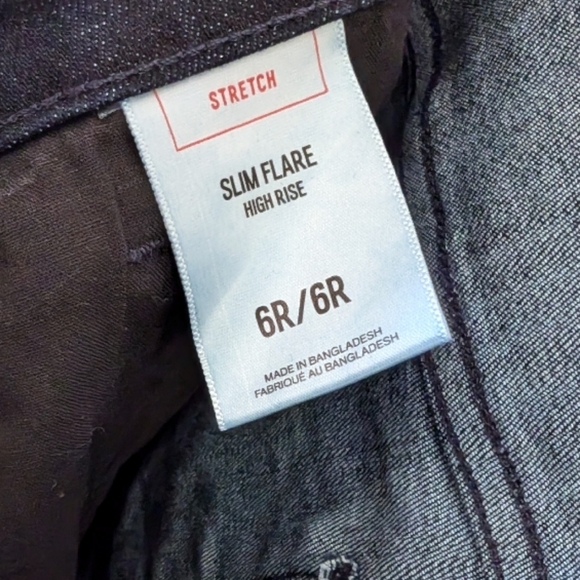 STRETCH
SLIM FLARE
HIGH RISE
6R/6R
MADE IN BANGLADESH
FABRIQUÉ AU BANGLADESH